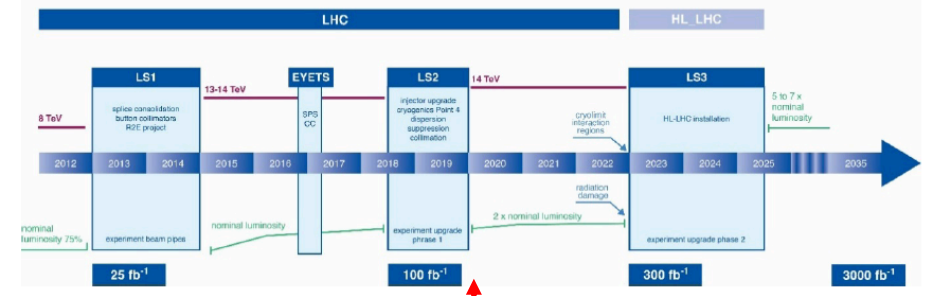 LHC
HL_LHC
LS1
EYETS
LS2
LS3
8 TeV
13-14 TeV
14 TeV
splice consolidation
button collimators
R2E project
SPS
CC
injector upgrade
cryogenics Point 4
dispersion
suppression
collimation
cryolimit
interaction
regions
HL-LHC installation
5 to 7 x
nominal
luminosity
2012 2013 2014 2015 2016 2017 2018 2019 2020 2021 2022 2023 2024 2025 2035
radiation
damage
nominal
luminosity 75%
experiment beam pipes
nominal luminosity
experiment upgrade
phrase 1
2 x nominal luminosity
experiment upgrade phase 2
25 fb⁻¹
100 fb⁻¹
300 fb⁻¹
3000 fb⁻¹